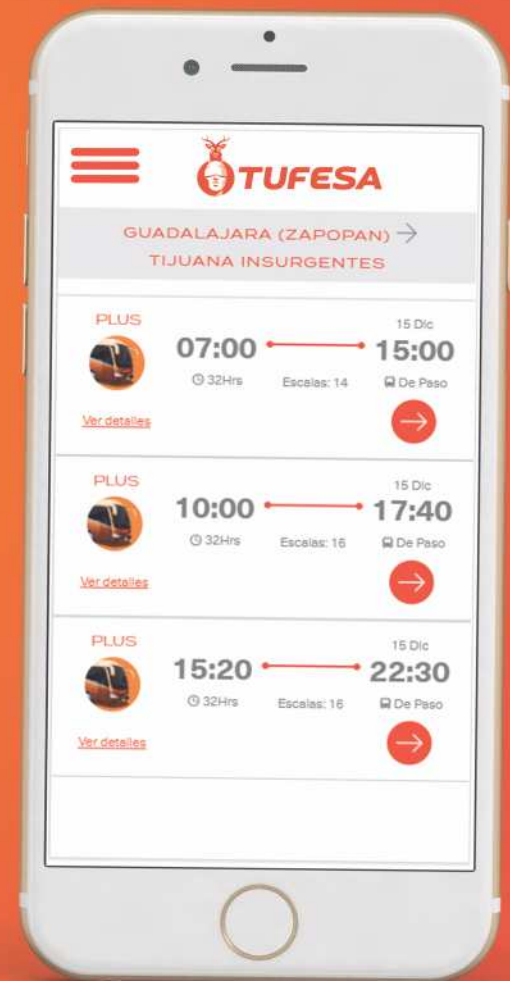 TUFESA
GUADALAJARA (ZAPOPAN) →
TIJUANA INSURGENTES
PLUS
15 Dic
07:00
15:00
32Hrs
Escalas: 14
De Paso
Ver detalles
PLUS
15 Dic
10:00
17:40
32Hrs
Escalas: 16
De Paso
Ver detalles
PLUS
15 Dic
15:20
22:30
32Hrs
Escalas: 16
De Paso
Ver detalles